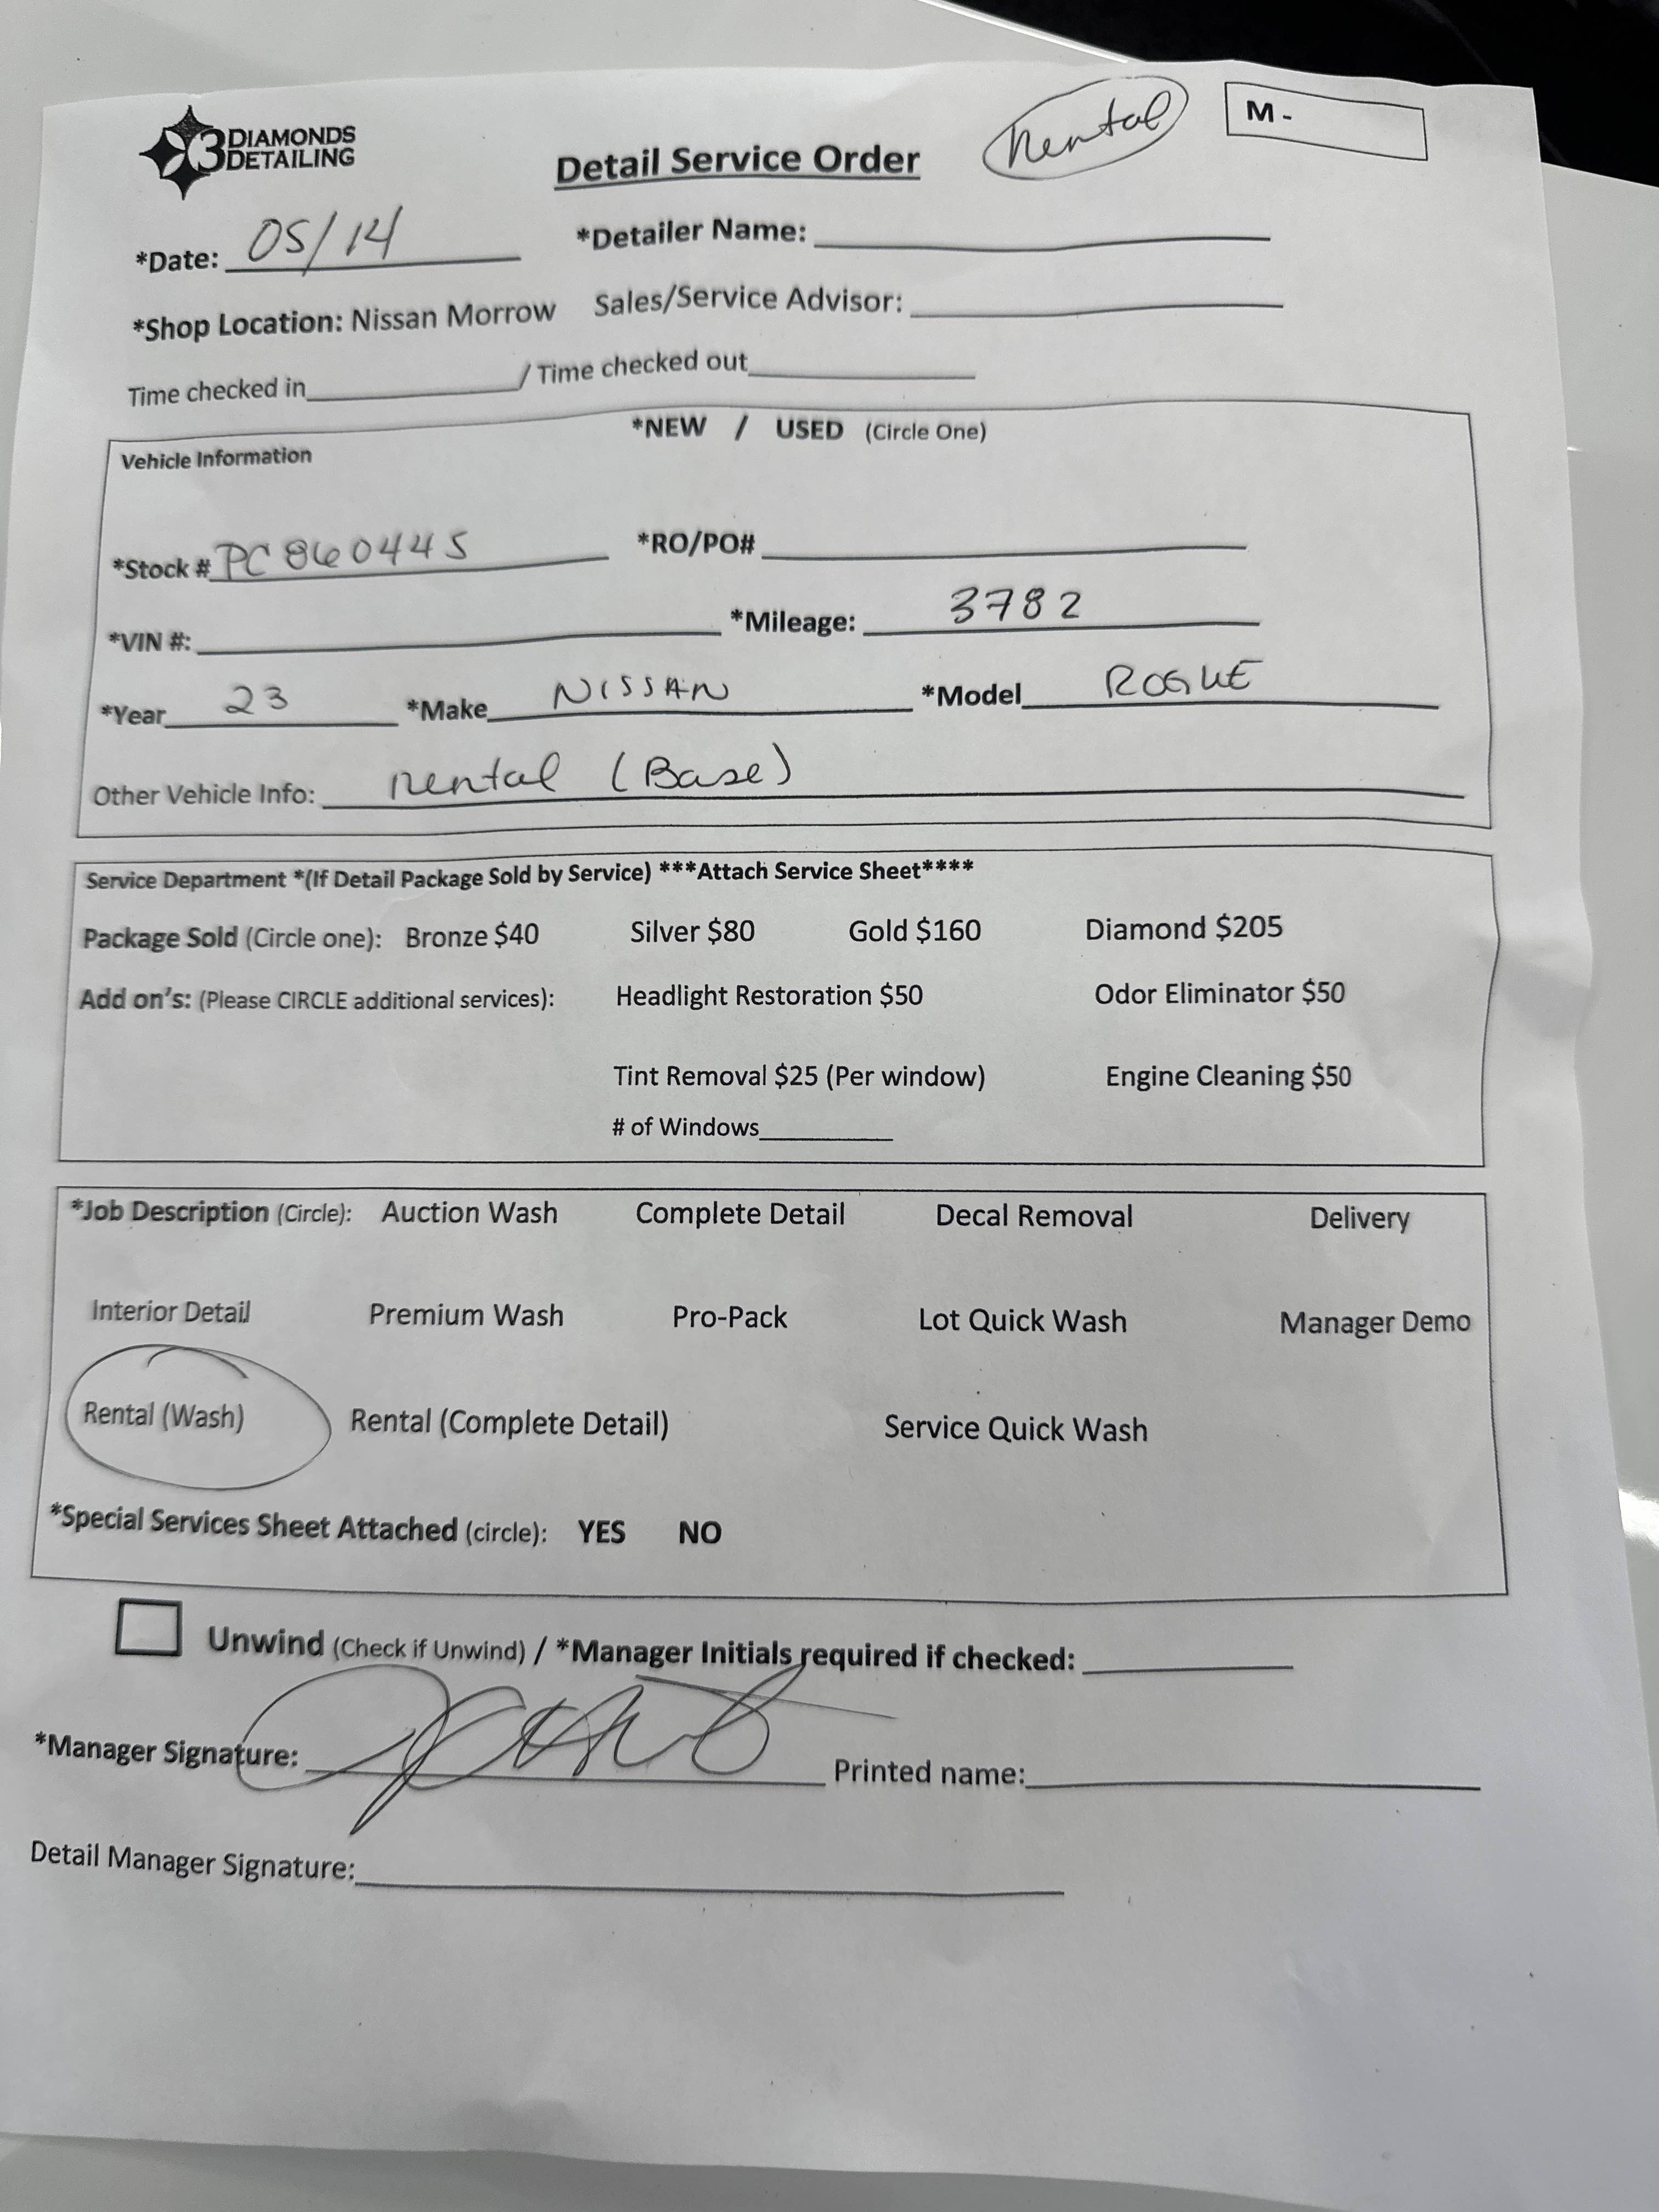 3 DIAMONDS
DETAILING
Detail Service Order
Rental
M -
*Date: 05/14 *Detailer Name:
*Shop Location: Nissan Morrow Sales/Service Advisor:
Time checked in / Time checked out
*NEW / USED (Circle One)
Vehicle Information
*Stock # PC860445 *RO/PO#
*VIN #: *Mileage: 3782
*Year 23 *Make NISSAN *Model ROGUE
Other Vehicle Info: Rental (Base)
Service Department *(If Detail Package Sold by Service) ***Attach Service Sheet****
Package Sold (Circle one): Bronze $40 Silver $80 Gold $160 Diamond $205
Add on's: (Please CIRCLE additional services): Headlight Restoration $50 Odor Eliminator $50
Tint Removal $25 (Per window) Engine Cleaning $50
# of Windows
*Job Description (Circle): Auction Wash Complete Detail Decal Removal Delivery
Interior Detail Premium Wash Pro-Pack Lot Quick Wash Manager Demo
Rental (Wash) Rental (Complete Detail) Service Quick Wash
*Special Services Sheet Attached (circle): YES NO
Unwind (Check if Unwind) / *Manager Initials required if checked:
*Manager Signature: Printed name:
Detail Manager Signature: